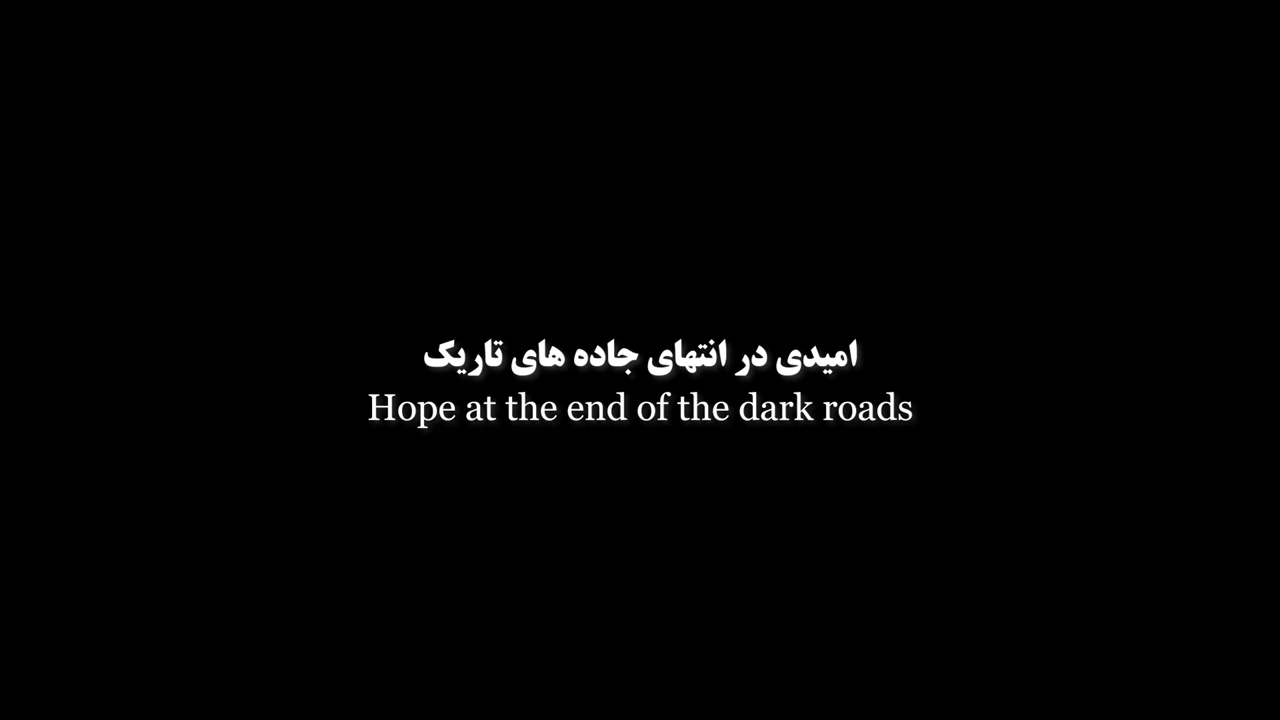 امیدی در انتهای جاده های تاریک
Hope at the end of the dark roads